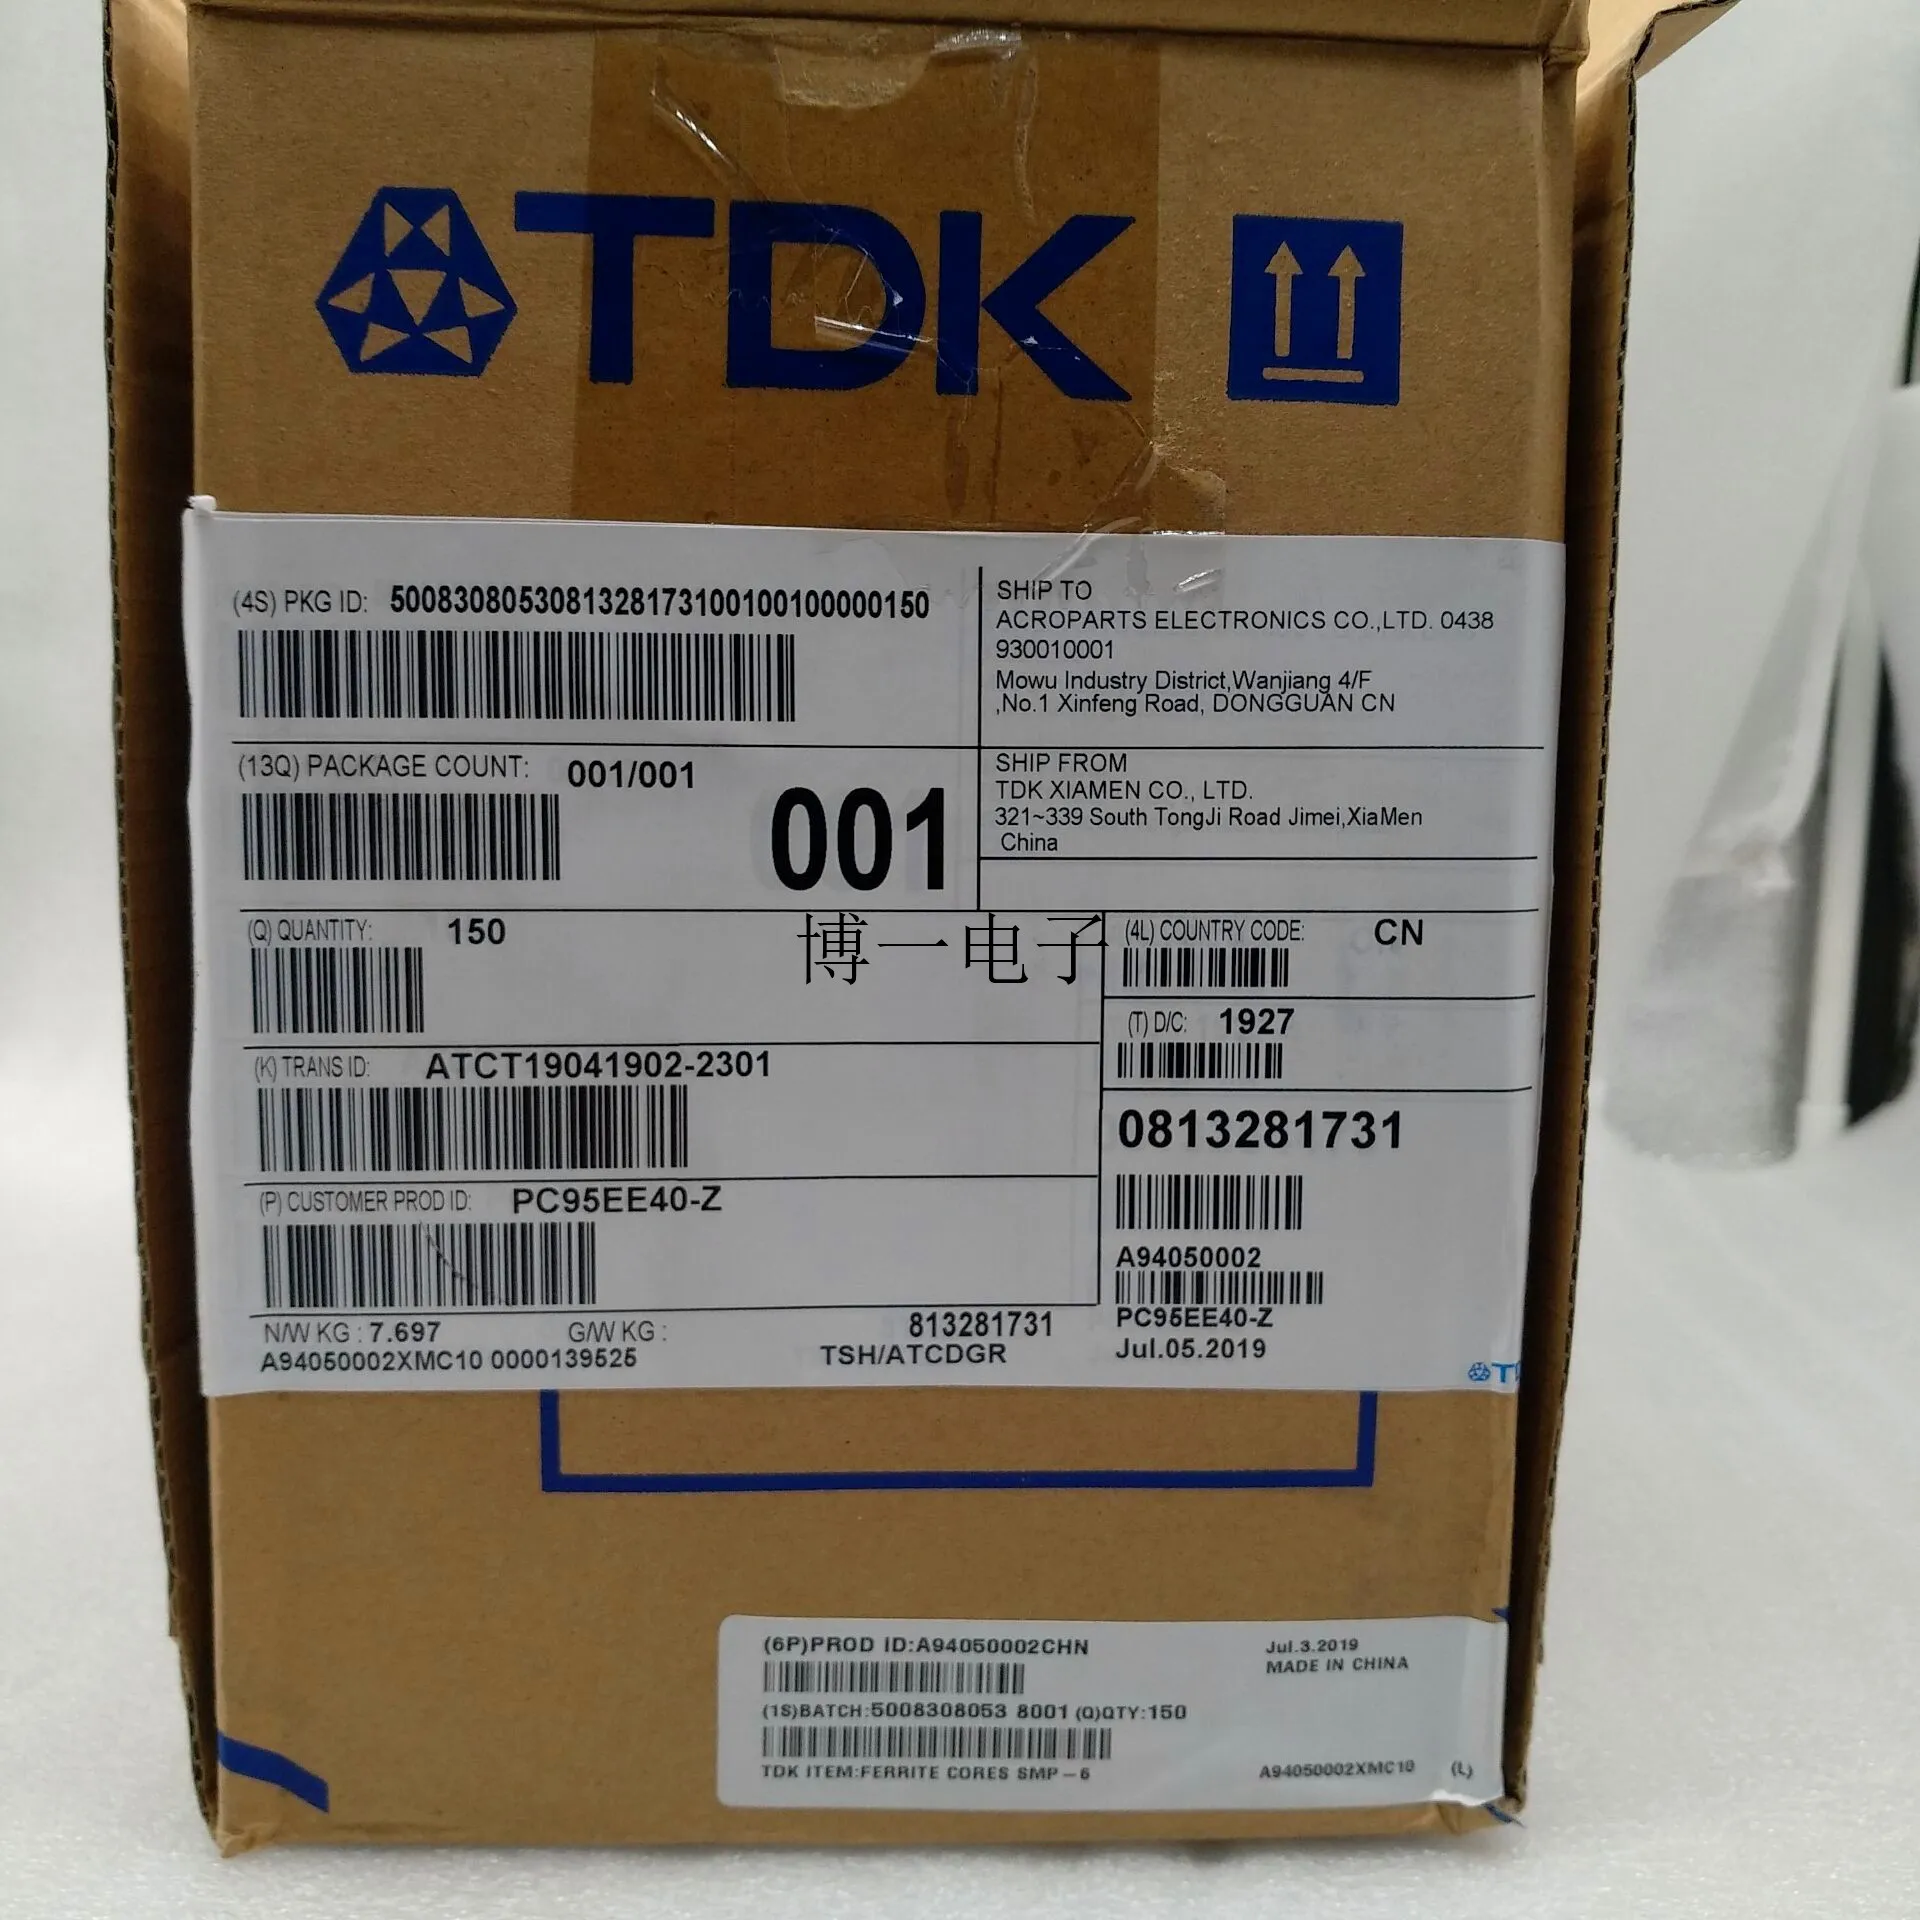 TDK
(4S) PKG ID: 50083080530813281731001001000000150
SHIP TO
ACROPARTS ELECTRONICS CO.,LTD. 0438
930010001
Mowu Industry District,Wanjiang 4/F
,No.1 Xinfeng Road, DONGGUAN CN
(13Q) PACKAGE COUNT: 001/001
001
SHIP FROM
TDK XIAMEN CO., LTD.
321~339 South TongJi Road Jimei,XiaMen
China
(Q) QUANTITY: 150
博一电子
(4L) COUNTRY CODE: CN
(T) D/C: 1927
(K) TRANS ID: ATCT19041902-2301
0813281731
(P) CUSTOMER PROD ID: PC95EE40-Z
A94050002
PC95EE40-Z
Jul.05.2019
N/W KG : 7.697 G/W KG : 813281731
A94050002XMC10 0000139525 TSH/ATCDGR
(6P)PROD ID:A94050002CHN
Jul.3.2019
MADE IN CHINA
(1S)BATCH:5008308053 8001 (Q)QTY:150
TDK ITEM:FERRITE CORES SMP-6
A94050002XMC10 (L)